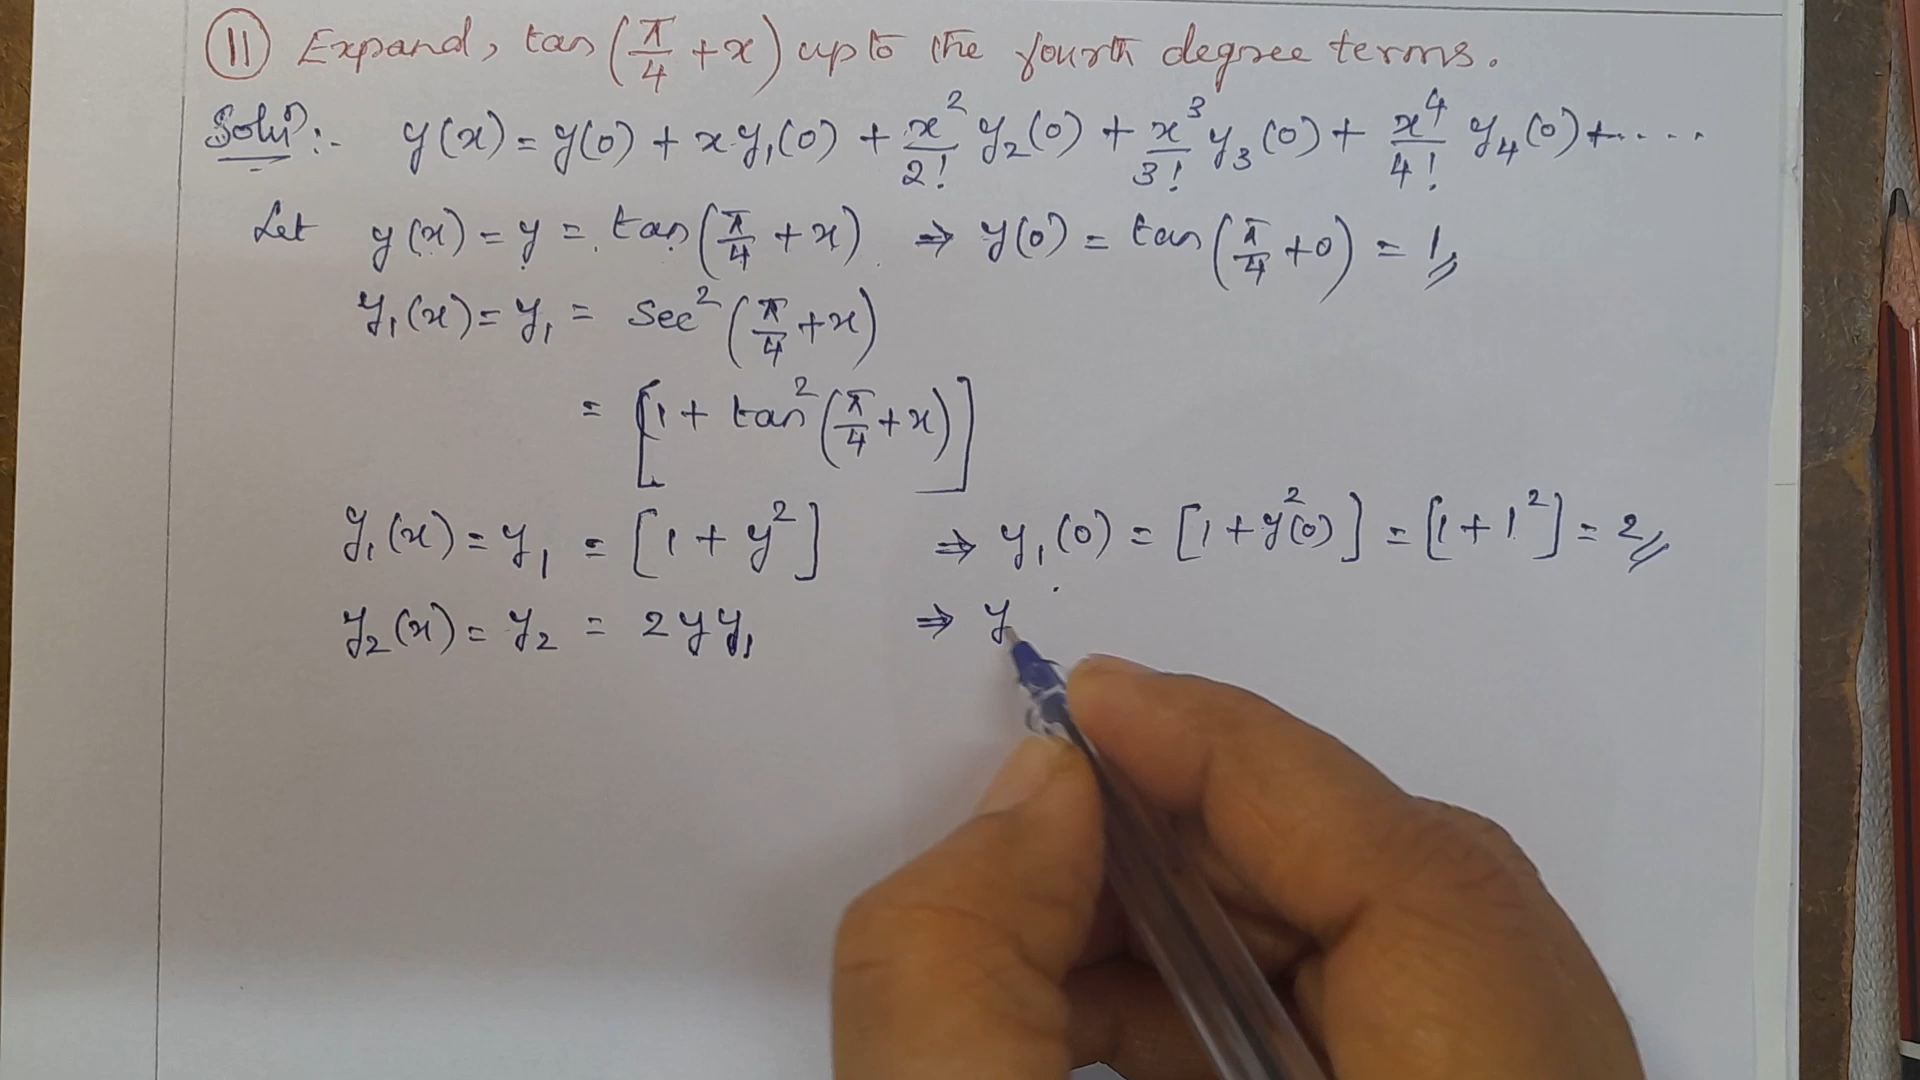 ⑪ Expand, tan(π/4 + x) upto the fourth degree terms.
Solⁿ:- y(x) = y(0) + x y₁(0) + x²/2! y₂(0) + x³/3! y₃(0) + x⁴/4! y₄(0) + .....
Let y(x) = y = tan(π/4 + x) ⇒ y(0) = tan(π/4 + 0) = 1
y₁(x) = y₁ = Sec²(π/4 + x)
= [1 + tan²(π/4 + x)]
y₁(x) = y₁ = [1 + y²] ⇒ y₁(0) = [1 + y²(0)] = [1 + 1²] = 2
y₂(x) = y₂ = 2 y y₁ ⇒ y